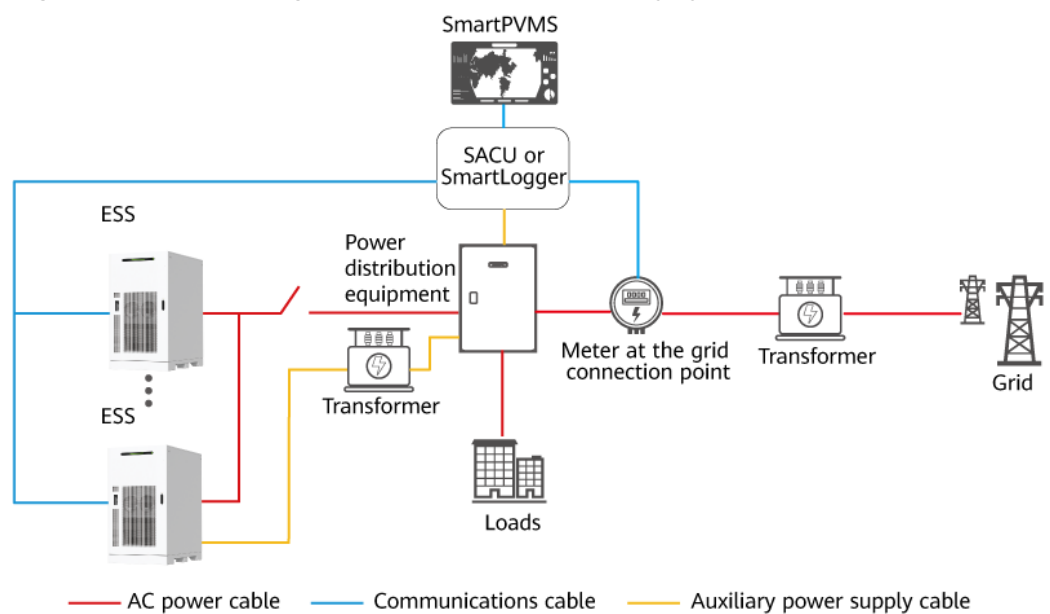 SmartPVMS
SACU or
SmartLogger
ESS
Power
distribution
equipment
Transformer
ESS
Meter at the grid
connection point
Transformer
Grid
Loads
AC power cable
Communications cable
Auxiliary power supply cable